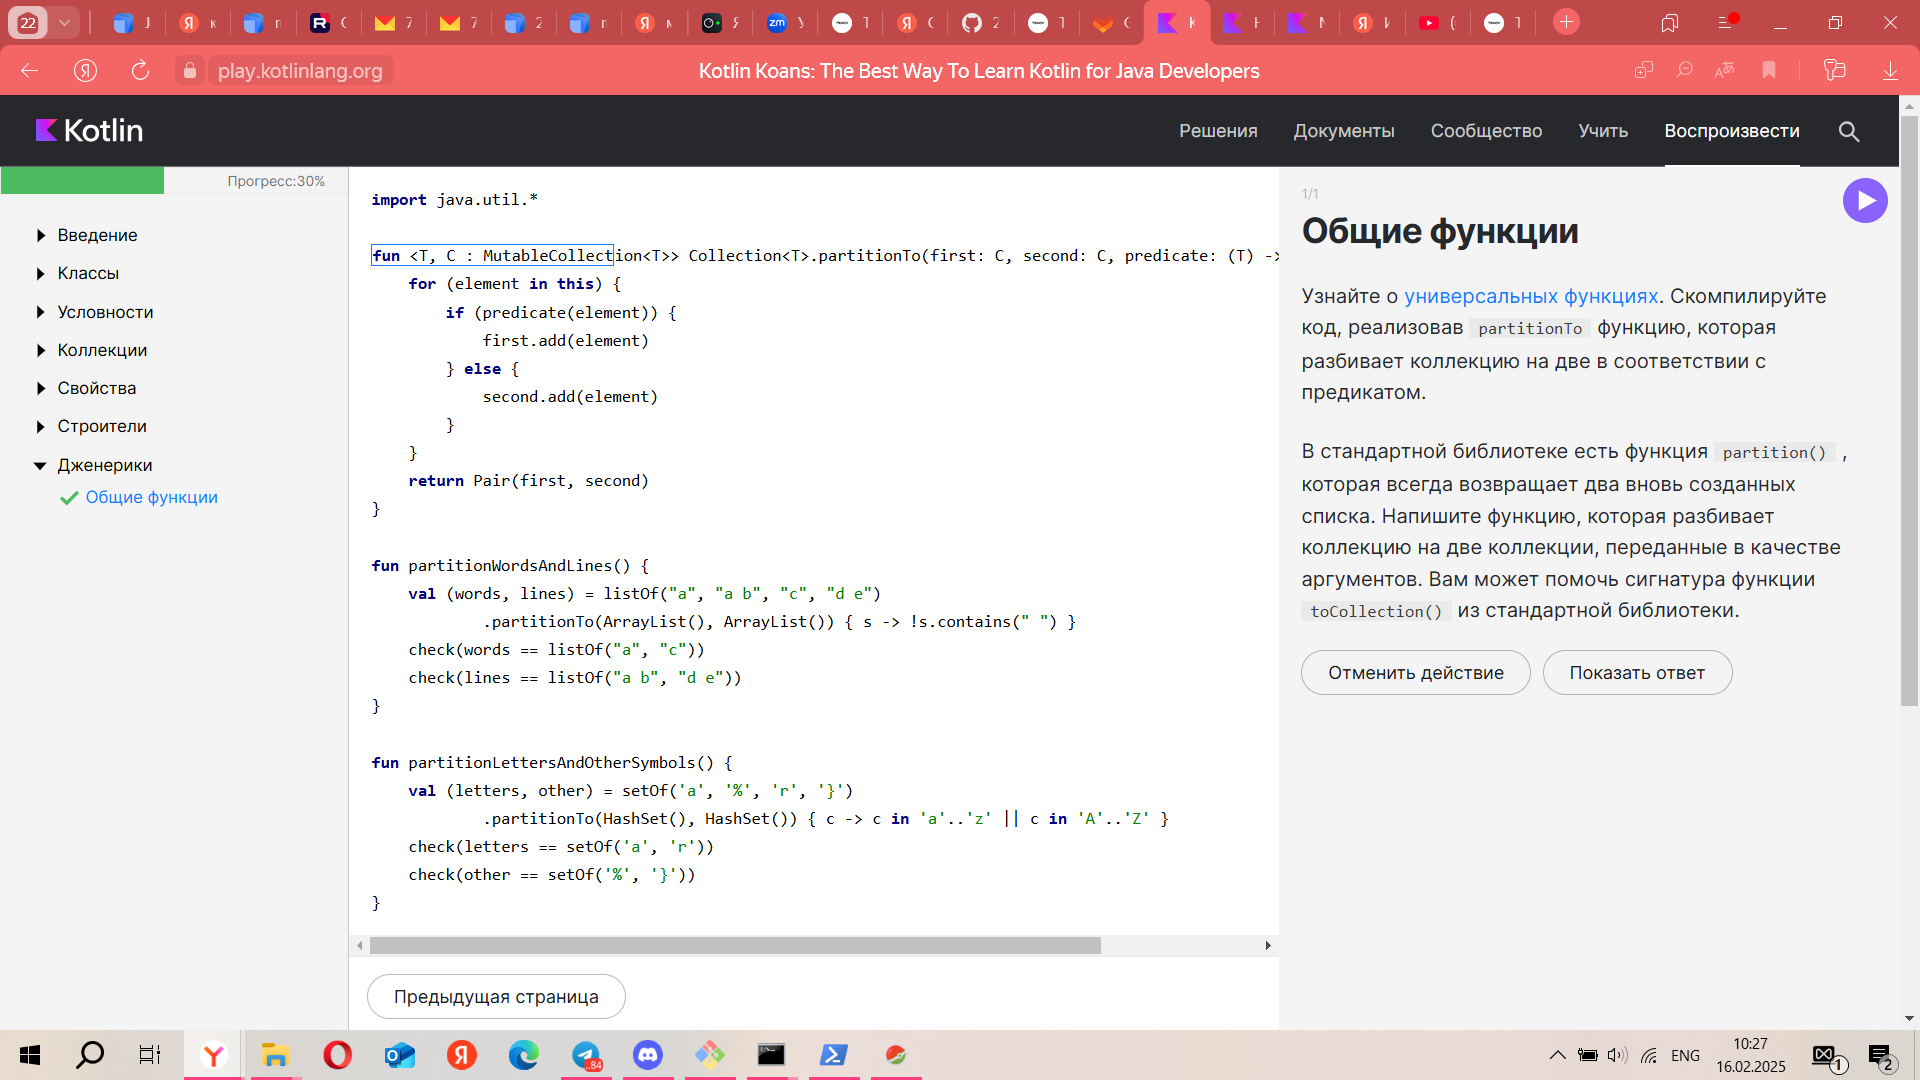 22
play.kotlinlang.org
Kotlin Koans: The Best Way To Learn Kotlin for Java Developers
Kotlin
Решения
Документы
Сообщество
Учить
Воспроизвести
Прогресс:30%
Введение
Классы
Условности
Коллекции
Свойства
Строители
Дженерики
Общие функции
import java.util.*
fun <T, C : MutableCollection<T>> Collection<T>.partitionTo(first: C, second: C, predicate: (T) ->
for (element in this) {
if (predicate(element)) {
first.add(element)
} else {
second.add(element)
}
}
return Pair(first, second)
}
fun partitionWordsAndLines() {
val (words, lines) = listOf("a", "a b", "c", "d e")
.partitionTo(ArrayList(), ArrayList()) { s -> !s.contains(" ") }
check(words == listOf("a", "c"))
check(lines == listOf("a b", "d e"))
}
fun partitionLettersAndOtherSymbols() {
val (letters, other) = setOf('a', '%', 'r', '}')
.partitionTo(HashSet(), HashSet()) { c -> c in 'a'..'z' || c in 'A'..'Z' }
check(letters == setOf('a', 'r'))
check(other == setOf('%', '}'))
}
Предыдущая страница
1/1
Общие функции
Узнайте о универсальных функциях. Скомпилируйте
код, реализовав partitionTo функцию, которая
разбивает коллекцию на две в соответствии с
предикатом.
В стандартной библиотеке есть функция partition() ,
которая всегда возвращает два вновь созданных
списка. Напишите функцию, которая разбивает
коллекцию на две коллекции, переданные в качестве
аргументов. Вам может помочь сигнатура функции
toCollection() из стандартной библиотеки.
Отменить действие
Показать ответ
84
ENG
10:27
16.02.2025
1
2